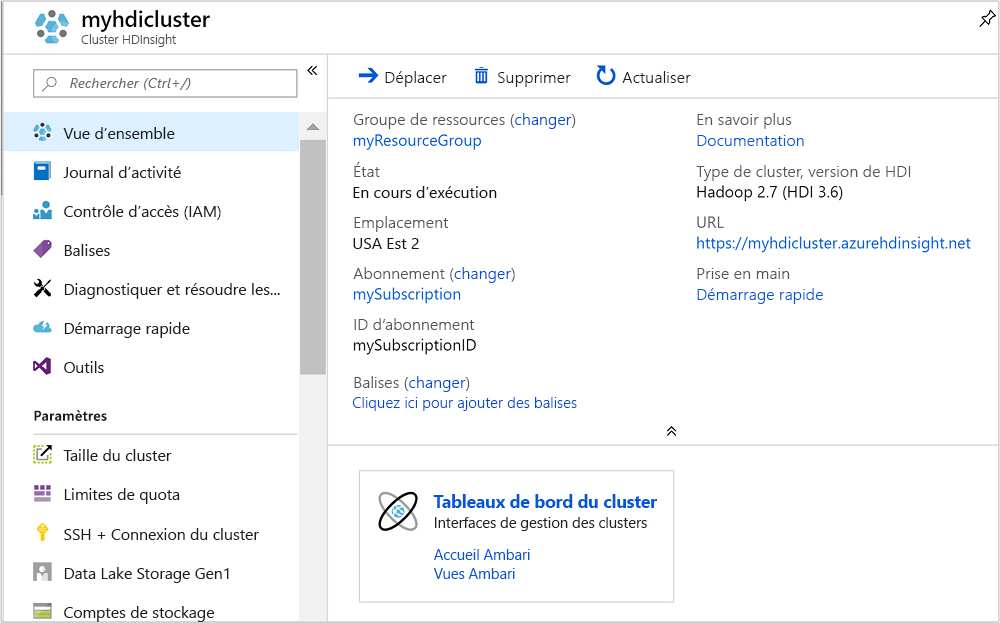 myhdicluster
Cluster HDInsight
Rechercher (Ctrl+/)
«
Vue d’ensemble
Journal d’activité
Contrôle d’accès (IAM)
Balises
Diagnostiquer et résoudre les...
Démarrage rapide
Outils
Paramètres
Taille du cluster
Limites de quota
SSH + Connexion du cluster
Data Lake Storage Gen1
Comptes de stockage
Déplacer
Supprimer
Actualiser
Groupe de ressources (changer)
myResourceGroup
État
En cours d’exécution
Emplacement
USA Est 2
Abonnement (changer)
mySubscription
ID d’abonnement
mySubscriptionID
Balises (changer)
Cliquez ici pour ajouter des balises
En savoir plus
Documentation
Type de cluster, version de HDI
Hadoop 2.7 (HDI 3.6)
URL
https://myhdicluster.azurehdinsight.net
Prise en main
Démarrage rapide
Tableaux de bord du cluster
Interfaces de gestion des clusters
Accueil Ambari
Vues Ambari